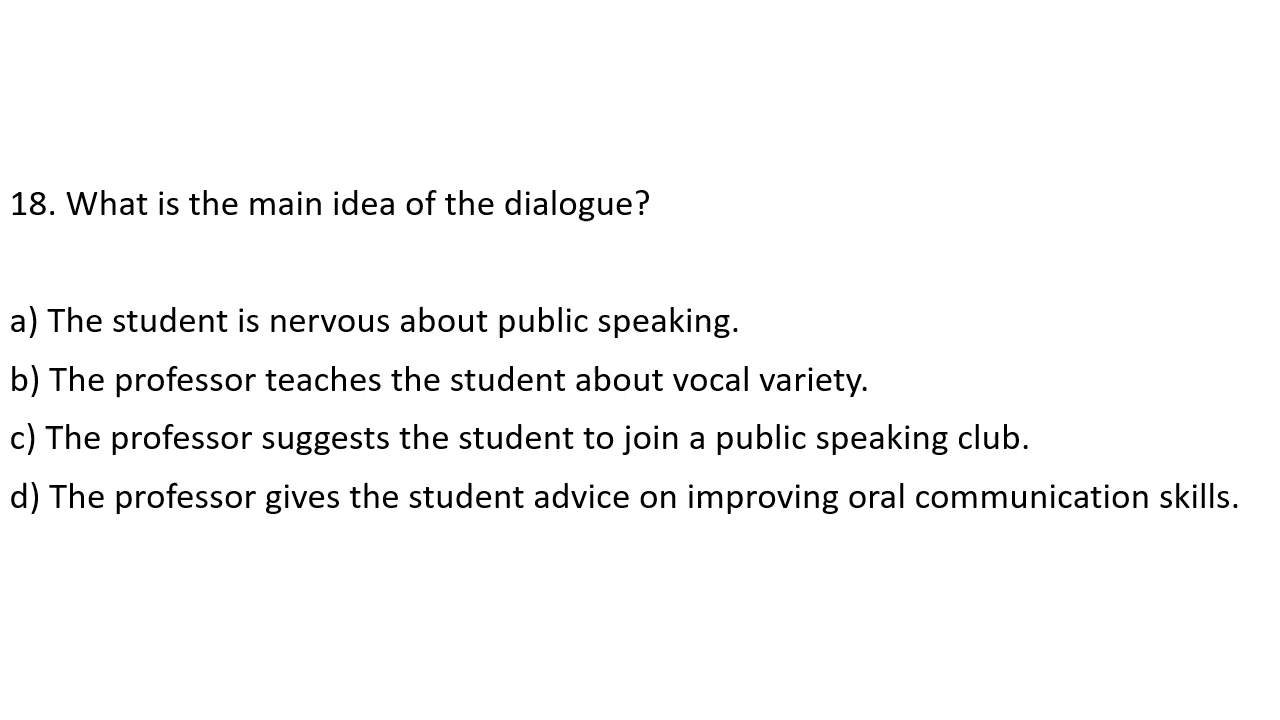 18. What is the main idea of the dialogue?
a) The student is nervous about public speaking.
b) The professor teaches the student about vocal variety.
c) The professor suggests the student to join a public speaking club.
d) The professor gives the student advice on improving oral communication skills.